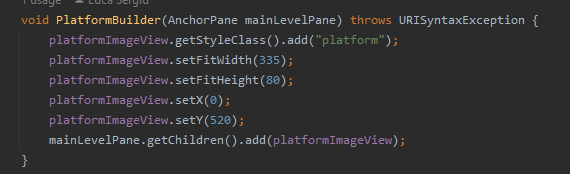 1 usage Luca Sergiu
void PlatformBuilder(AnchorPane mainLevelPane) throws URISyntaxException {
platformImageView.getStyleClass().add("platform");
platformImageView.setFitWidth(335);
platformImageView.setFitHeight(80);
platformImageView.setX(0);
platformImageView.setY(520);
mainLevelPane.getChildren().add(platformImageView);
}